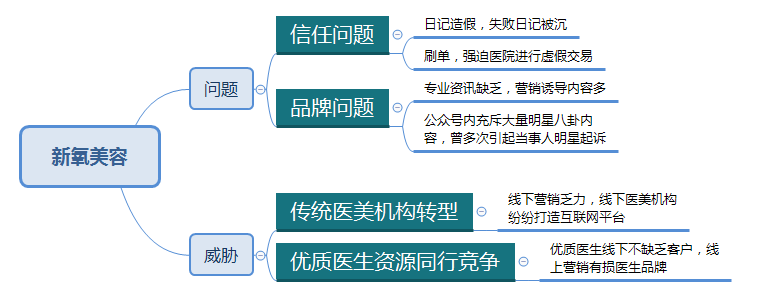 新氧美容
问题
信任问题
日记造假，失败日记被沉
刷单，强迫医院进行虚假交易
品牌问题
专业资讯缺乏，营销诱导内容多
公众号内充斥大量明星八卦内
容，曾多次引起当事人明星起诉
威胁
传统医美机构转型
线下营销乏力，线下医美机构
纷纷打造互联网平台
优质医生资源同行竞争
优质医生线下不缺乏客户，线
上营销有损医生品牌